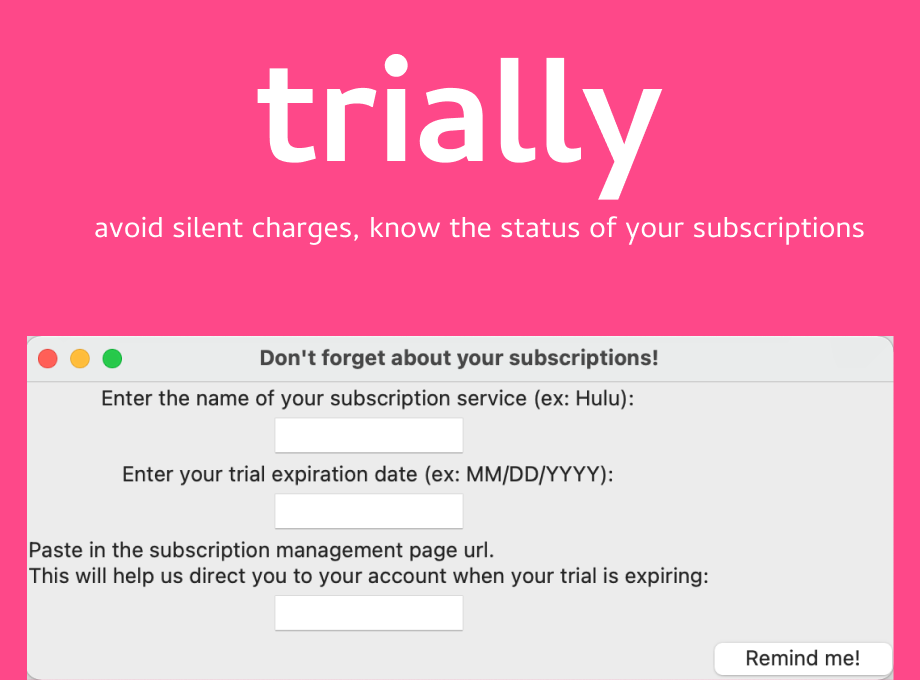 trially
avoid silent charges, know the status of your subscriptions
Don't forget about your subscriptions!
Enter the name of your subscription service (ex: Hulu):
Enter your trial expiration date (ex: MM/DD/YYYY):
Paste in the subscription management page url.
This will help us direct you to your account when your trial is expiring:
Remind me!